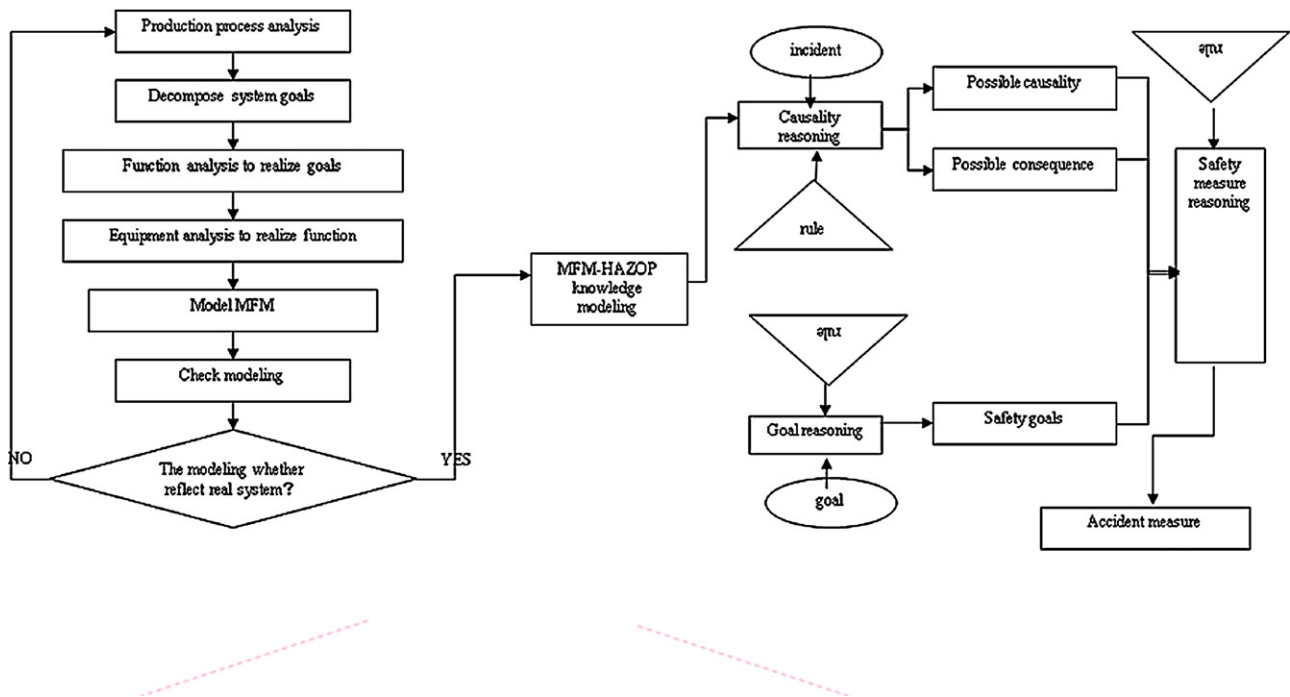 Production process analysis
Decompose system goals
Function analysis to realize goals
Equipment analysis to realize function
Model MFM
Check modeling
The modeling whether
reflect real system?
NO
YES
MFM-HAZOP
knowledge
modeling
incident
Causality
reasoning
rule
Possible causality
Possible consequence
rule
Goal reasoning
goal
Safety goals
rule
Safety
measure
reasoning
Accident measure